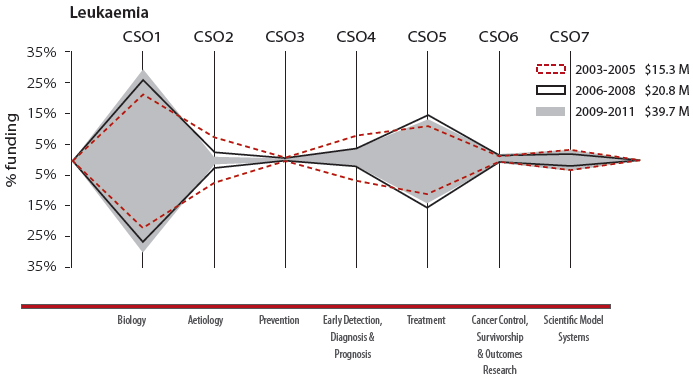 Leukaemia
CSO1 CSO2 CSO3 CSO4 CSO5 CSO6 CSO7
35%
25%
15%
5%
5%
15%
25%
35%
% funding
2003-2005 $15.3 M
2006-2008 $20.8 M
2009-2011 $39.7 M
Biology
Aetiology
Prevention
Early Detection,
Diagnosis &
Prognosis
Treatment
Cancer Control,
Survivorship
& Outcomes
Research
Scientific Model
Systems